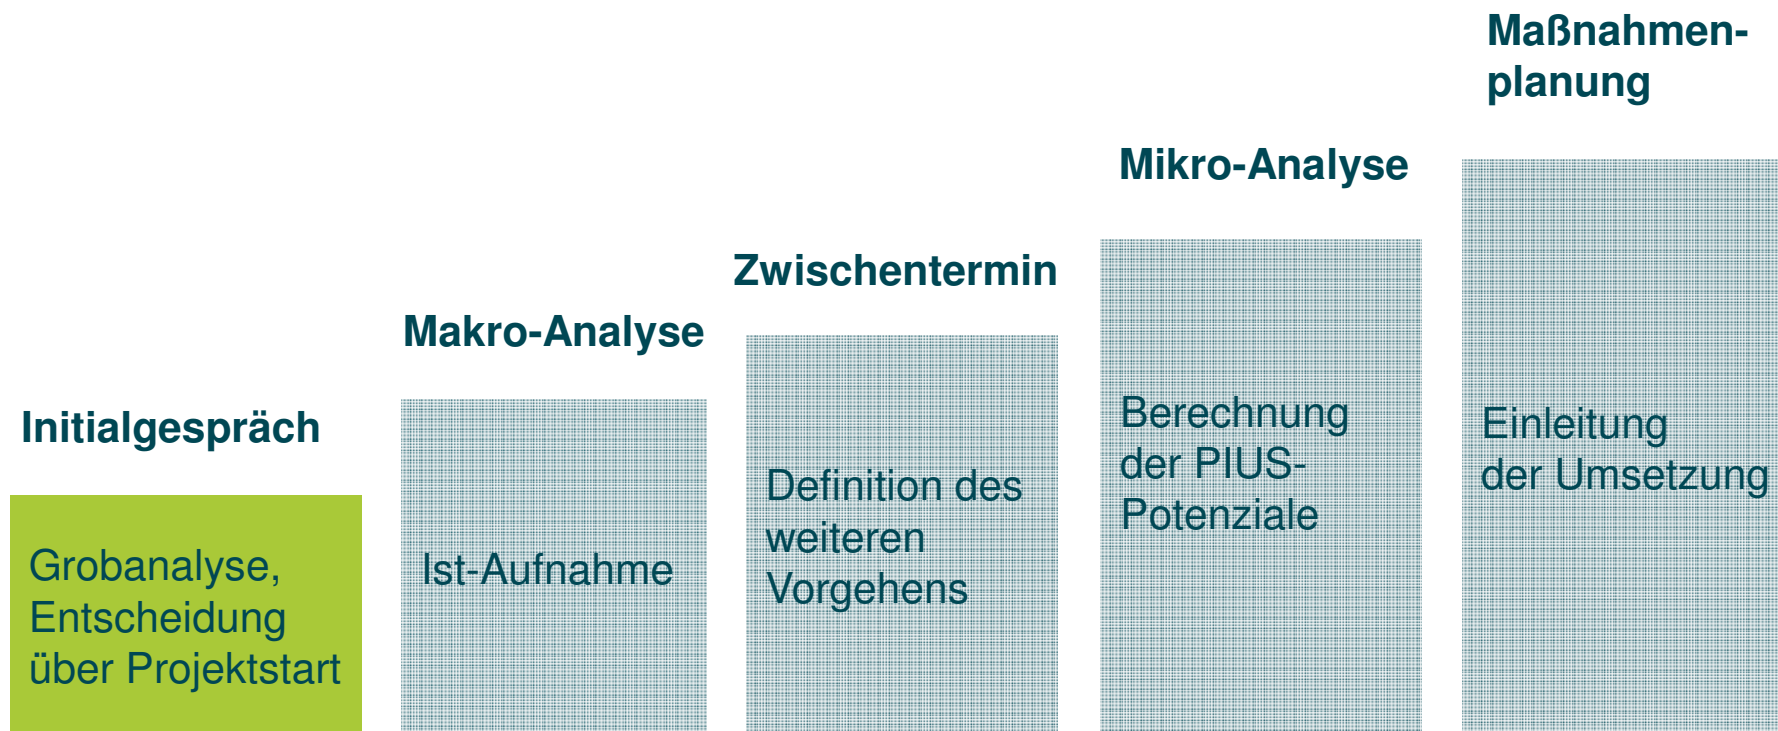 Initialgespräch
Grobanalyse,
Entscheidung
über Projektstart
Makro-Analyse
Ist-Aufnahme
Zwischentermin
Definition des
weiteren
Vorgehens
Mikro-Analyse
Berechnung
der PIUS-
Potenziale
Maßnahmen-
planung
Einleitung
der Umsetzung